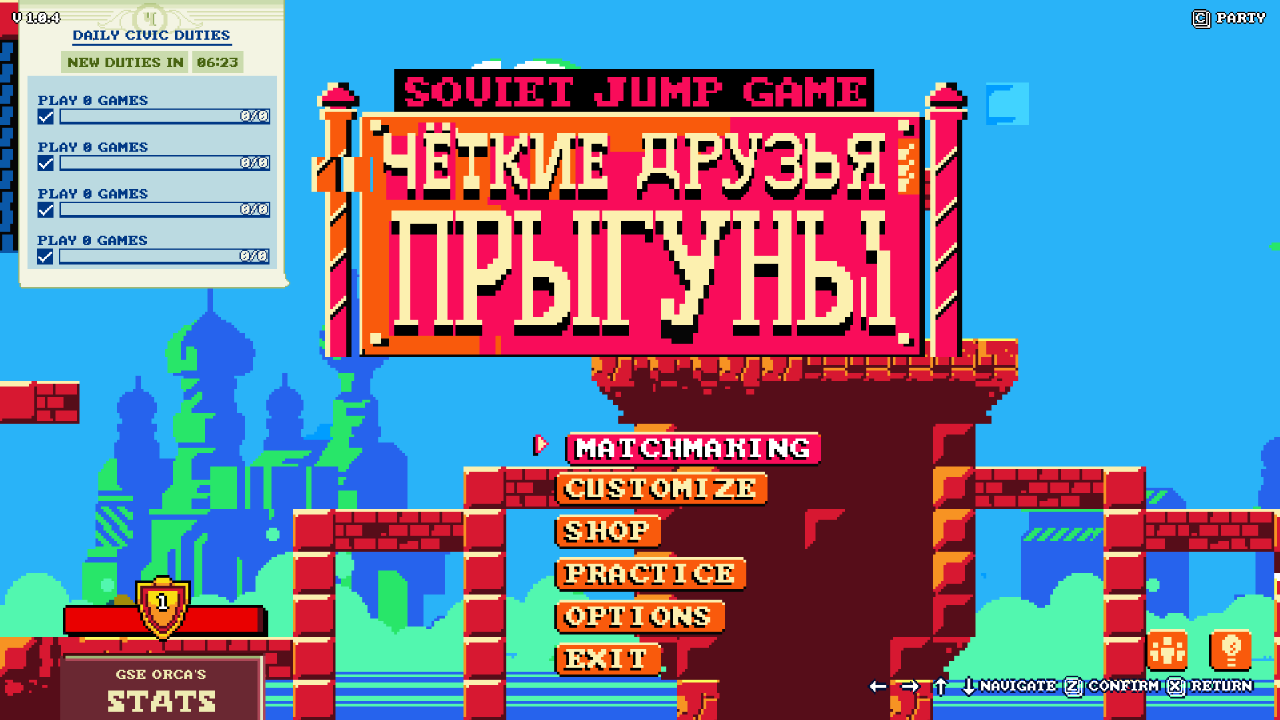 V 1.0.4
C PARTY
DAILY CIVIC DUTIES
NEW DUTIES IN 06:23
PLAY 0 GAMES
0/0
PLAY 0 GAMES
0/0
PLAY 0 GAMES
0/0
PLAY 0 GAMES
0/0
SOVIET JUMP GAME
ЧЁТКИЕ ДРУЗЬЯ
ПРЫГУНЫ
MATCHMAKING
CUSTOMIZE
SHOP
PRACTICE
OPTIONS
EXIT
1
GSE ORCA'S
STATS
← → ↑ ↓ NAVIGATE Z CONFIRM X RETURN